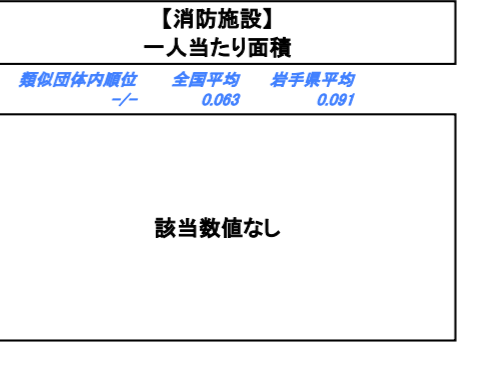 【消防施設】
一人当たり面積
類似団体内順位 全国平均 岩手県平均
-/- 0.063 0.091
該当数値なし